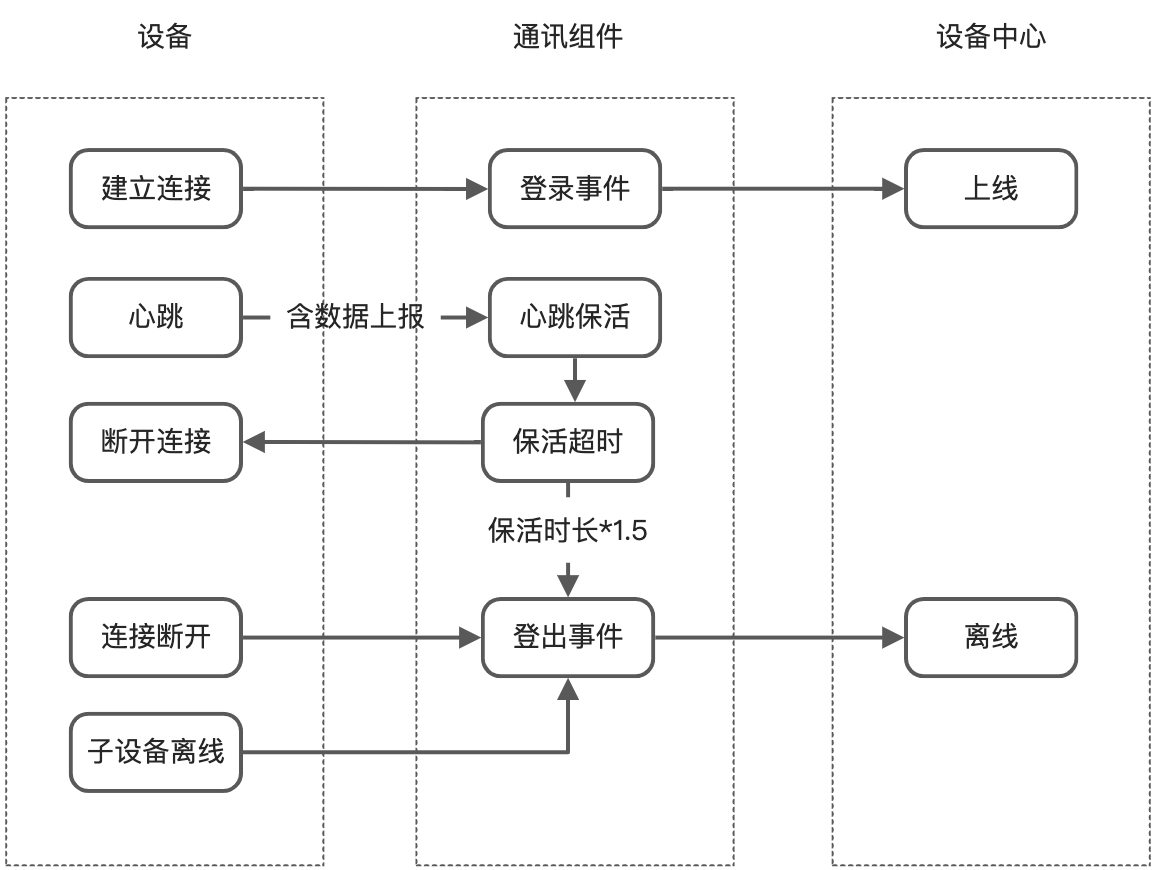 设备
通讯组件
设备中心
建立连接
登录事件
上线
心跳
含数据上报
心跳保活
断开连接
保活超时
保活时长*1.5
连接断开
登出事件
离线
子设备离线